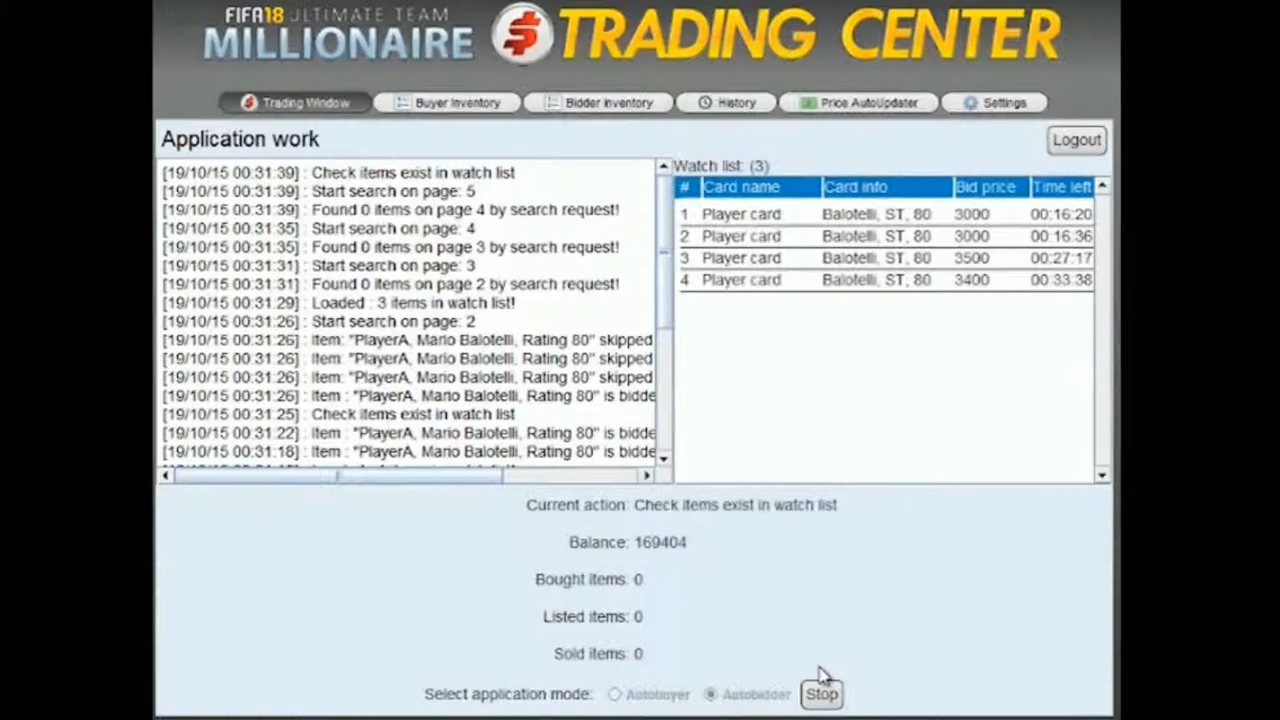 FIFA18 ULTIMATE TEAM
MILLIONAIRE
TRADING CENTER
Trading Window
Buyer Inventory
Bidder Inventory
History
Price AutoUpdater
Settings
Application work
Logout
[19/10/15 00:31:39] : Check items exist in watch list
[19/10/15 00:31:39] : Start search on page: 5
[19/10/15 00:31:39] : Found 0 items on page 4 by search request!
[19/10/15 00:31:35] : Start search on page: 4
[19/10/15 00:31:35] : Found 0 items on page 3 by search request!
[19/10/15 00:31:31] : Start search on page: 3
[19/10/15 00:31:31] : Found 0 items on page 2 by search request!
[19/10/15 00:31:29] : Loaded : 3 items in watch list!
[19/10/15 00:31:26] : Start search on page: 2
[19/10/15 00:31:26] : Item: "PlayerA, Mario Balotelli, Rating 80" skipped
[19/10/15 00:31:26] : Item: "PlayerA, Mario Balotelli, Rating 80" skipped
[19/10/15 00:31:26] : Item: "PlayerA, Mario Balotelli, Rating 80" skipped
[19/10/15 00:31:26] : Item : "PlayerA, Mario Balotelli, Rating 80" is bidde
[19/10/15 00:31:25] : Check items exist in watch list
[19/10/15 00:31:22] : Item : "PlayerA, Mario Balotelli, Rating 80" is bidde
[19/10/15 00:31:18] : Item : "PlayerA, Mario Balotelli, Rating 80" is bidde
Watch list: (3)
# Card name Card info Bid price Time left
1 Player card Balotelli, ST, 80 3000 00:16:20
2 Player card Balotelli, ST, 80 3000 00:16:36
3 Player card Balotelli, ST, 80 3500 00:27:17
4 Player card Balotelli, ST, 80 3400 00:33:38
Current action: Check items exist in watch list
Balance: 169404
Bought items: 0
Listed items: 0
Sold items: 0
Select application mode: Autobuyer Autobidder Stop